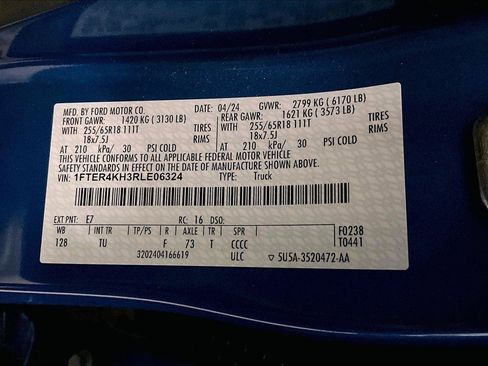 MFD. BY FORD MOTOR CO.
DATE: 04/24 GVWR: 2799 KG ( 6170 LB)
FRONT GAWR: 1420 KG ( 3130 LB) REAR GAWR: 1621 KG ( 3573 LB)
WITH 255/65R18 111T TIRES WITH 255/65R18 111T TIRES
18x7.5J RIMS 18x7.5J RIMS
AT 210 kPa/ 30 PSI COLD AT 210 kPa/ 30 PSI COLD
THIS VEHICLE CONFORMS TO ALL APPLICABLE FEDERAL MOTOR VEHICLE
SAFETY STANDARDS IN EFFECT ON THE DATE OF MANUFACTURE SHOWN ABOVE.
VIN: 1FTER4KH3RLE06324 TYPE: Truck
EXT PNT: E7 RC: 16 DSO: F0238
WB INT TR TP/PS R AXLE TR SPR T0441
128 TU F 73 T CCCC
3202404166619 ULC ▽ 5U5A-3520472-AA